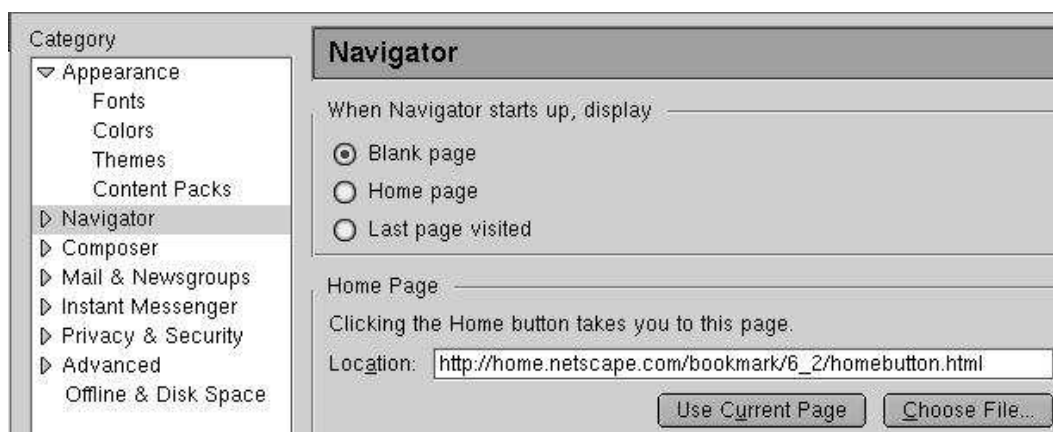 Category
Appearance
Fonts
Colors
Themes
Content Packs
Navigator
Composer
Mail & Newsgroups
Instant Messenger
Privacy & Security
Advanced
Offline & Disk Space
Navigator
When Navigator starts up, display
Blank page
Home page
Last page visited
Home Page
Clicking the Home button takes you to this page.
Location: http://home.netscape.com/bookmark/6_2/homebutton.html
Use Current Page Choose File...